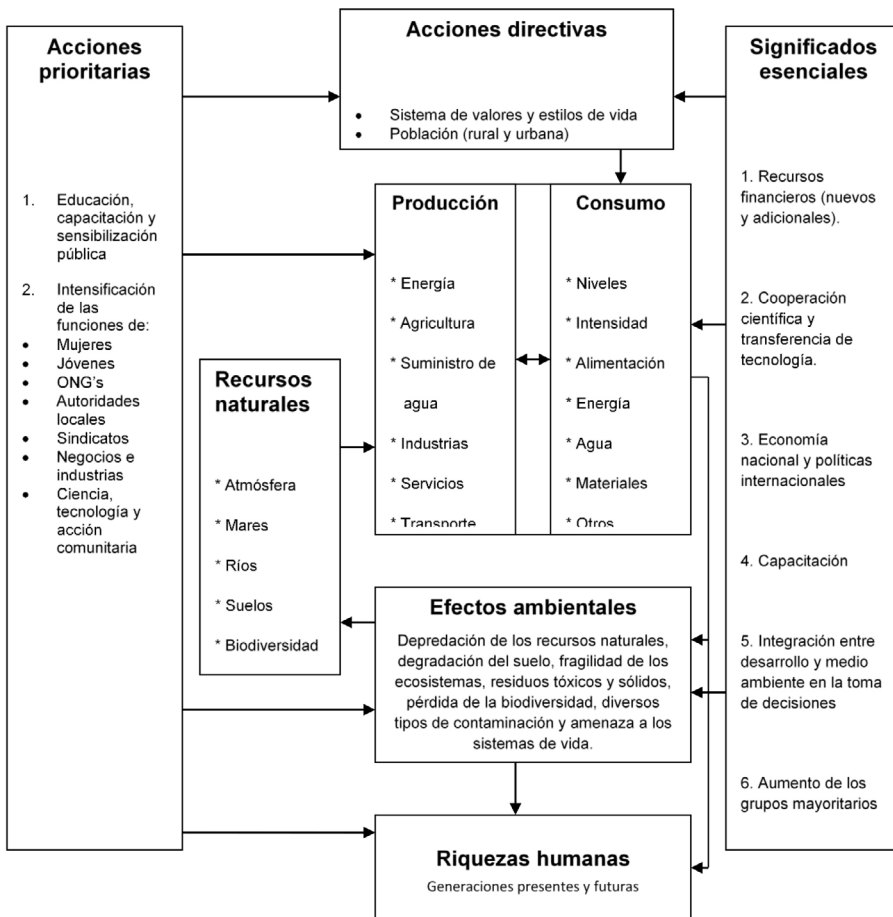 Acciones
prioritarias
1. Educación,
capacitación y
sensibilización
pública
2. Intensificación
de las
funciones de:
• Mujeres
• Jóvenes
• ONG's
• Autoridades
locales
• Sindicatos
• Negocios e
industrias
• Ciencia,
tecnología y
acción
comunitaria
Acciones directivas
• Sistema de valores y estilos de vida
• Población (rural y urbana)
Producción
* Energía
* Agricultura
* Suministro de
agua
* Industrias
* Servicios
* Transporte
Consumo
* Niveles
* Intensidad
* Alimentación
* Energía
* Agua
* Materiales
* Otros
Recursos
naturales
* Atmósfera
* Mares
* Ríos
* Suelos
* Biodiversidad
Efectos ambientales
Depredación de los recursos naturales,
degradación del suelo, fragilidad de los
ecosistemas, residuos tóxicos y sólidos,
pérdida de la biodiversidad, diversos
tipos de contaminación y amenaza a los
sistemas de vida.
Riquezas humanas
Generaciones presentes y futuras
Significados
esenciales
1. Recursos
financieros (nuevos
y adicionales).
2. Cooperación
científica y
transferencia de
tecnología.
3. Economía
nacional y políticas
internacionales
4. Capacitación
5. Integración entre
desarrollo y medio
ambiente en la toma
de decisiones
6. Aumento de los
grupos mayoritarios